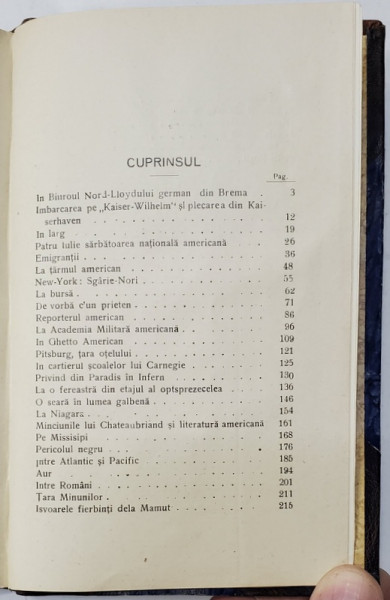 CUPRINSUL
Pag.
In Biuroul Nord-Lloydului german din Brema . 3
Imbarcarea pe „Kaiser-Wilhelm" și plecarea din Kai-
serhaven . . . . . . . . . . . 12
In larg . . . . . . . . . . . . 19
Patru Iulie sărbătoarea națională americană . . 26
Emigranții . . . . . . . . . . . 36
La țărmul american . . . . . . . . 48
New-York: Sgârie-Nori . . . . . . . 55
La bursă . . . . . . . . . . . . 62
De vorbă c'un prieten . . . . . . . 71
Reporterul american . . . . . . . . 86
La Academia Militară americană . . . . . 96
In Ghetto American . . . . . . . . 109
Pitsburg, țara oțelului . . . . . . . 121
In cartierul școalelor lui Carnegie . . . . 125
Privind din Paradis în Infern . . . . . 130
La o fereastră din etajul al optsprezecelea . . 136
O seară în lumea galbenă . . . . . . 146
La Niagara . . . . . . . . . . . 154
Minciunile lui Chateaubriand și literatură americană 161
Pe Missisipi . . . . . . . . . . 168
Pericolul negru . . . . . . . . . 176
Intre Atlantic și Pacific . . . . . . . 185
Aur . . . . . . . . . . . . . 194
Intre Români . . . . . . . . . . 201
Tara Minunilor . . . . . . . . . . 211
Isvoarele fierbinți dela Mamut . . . . . 215